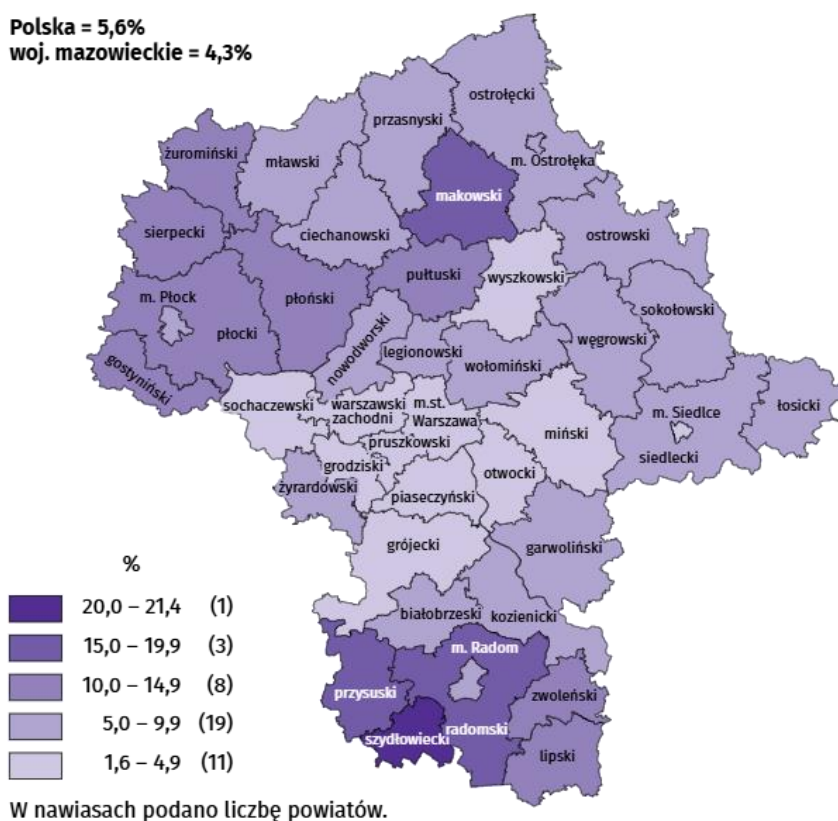 Polska = 5,6%
woj. mazowieckie = 4,3%
ostrołęcki
przasnyski
żuromiński
mławski
m. Ostrołęka
makowski
sierpecki
ciechanowski
ostrowski
pułtuski
wyszkowski
m. Płock
płoński
sokołowski
płocki
nowodworski
węgrowski
legionowski
wołomiński
gostyniński
sochaczewski
warszawski
zachodni
m.st.
Warszawa
m. Siedlce
łosicki
miński
pruszkowski
siedlecki
grodziski
otwocki
żyrardowski
piaseczyński
grójecki
garwoliński
białobrzeski
kozienicki
m. Radom
przysuski
zwoleński
radomski
szydłowiecki
lipski
%
20,0 – 21,4 (1)
15,0 – 19,9 (3)
10,0 – 14,9 (8)
5,0 – 9,9 (19)
1,6 – 4,9 (11)
W nawiasach podano liczbę powiatów.